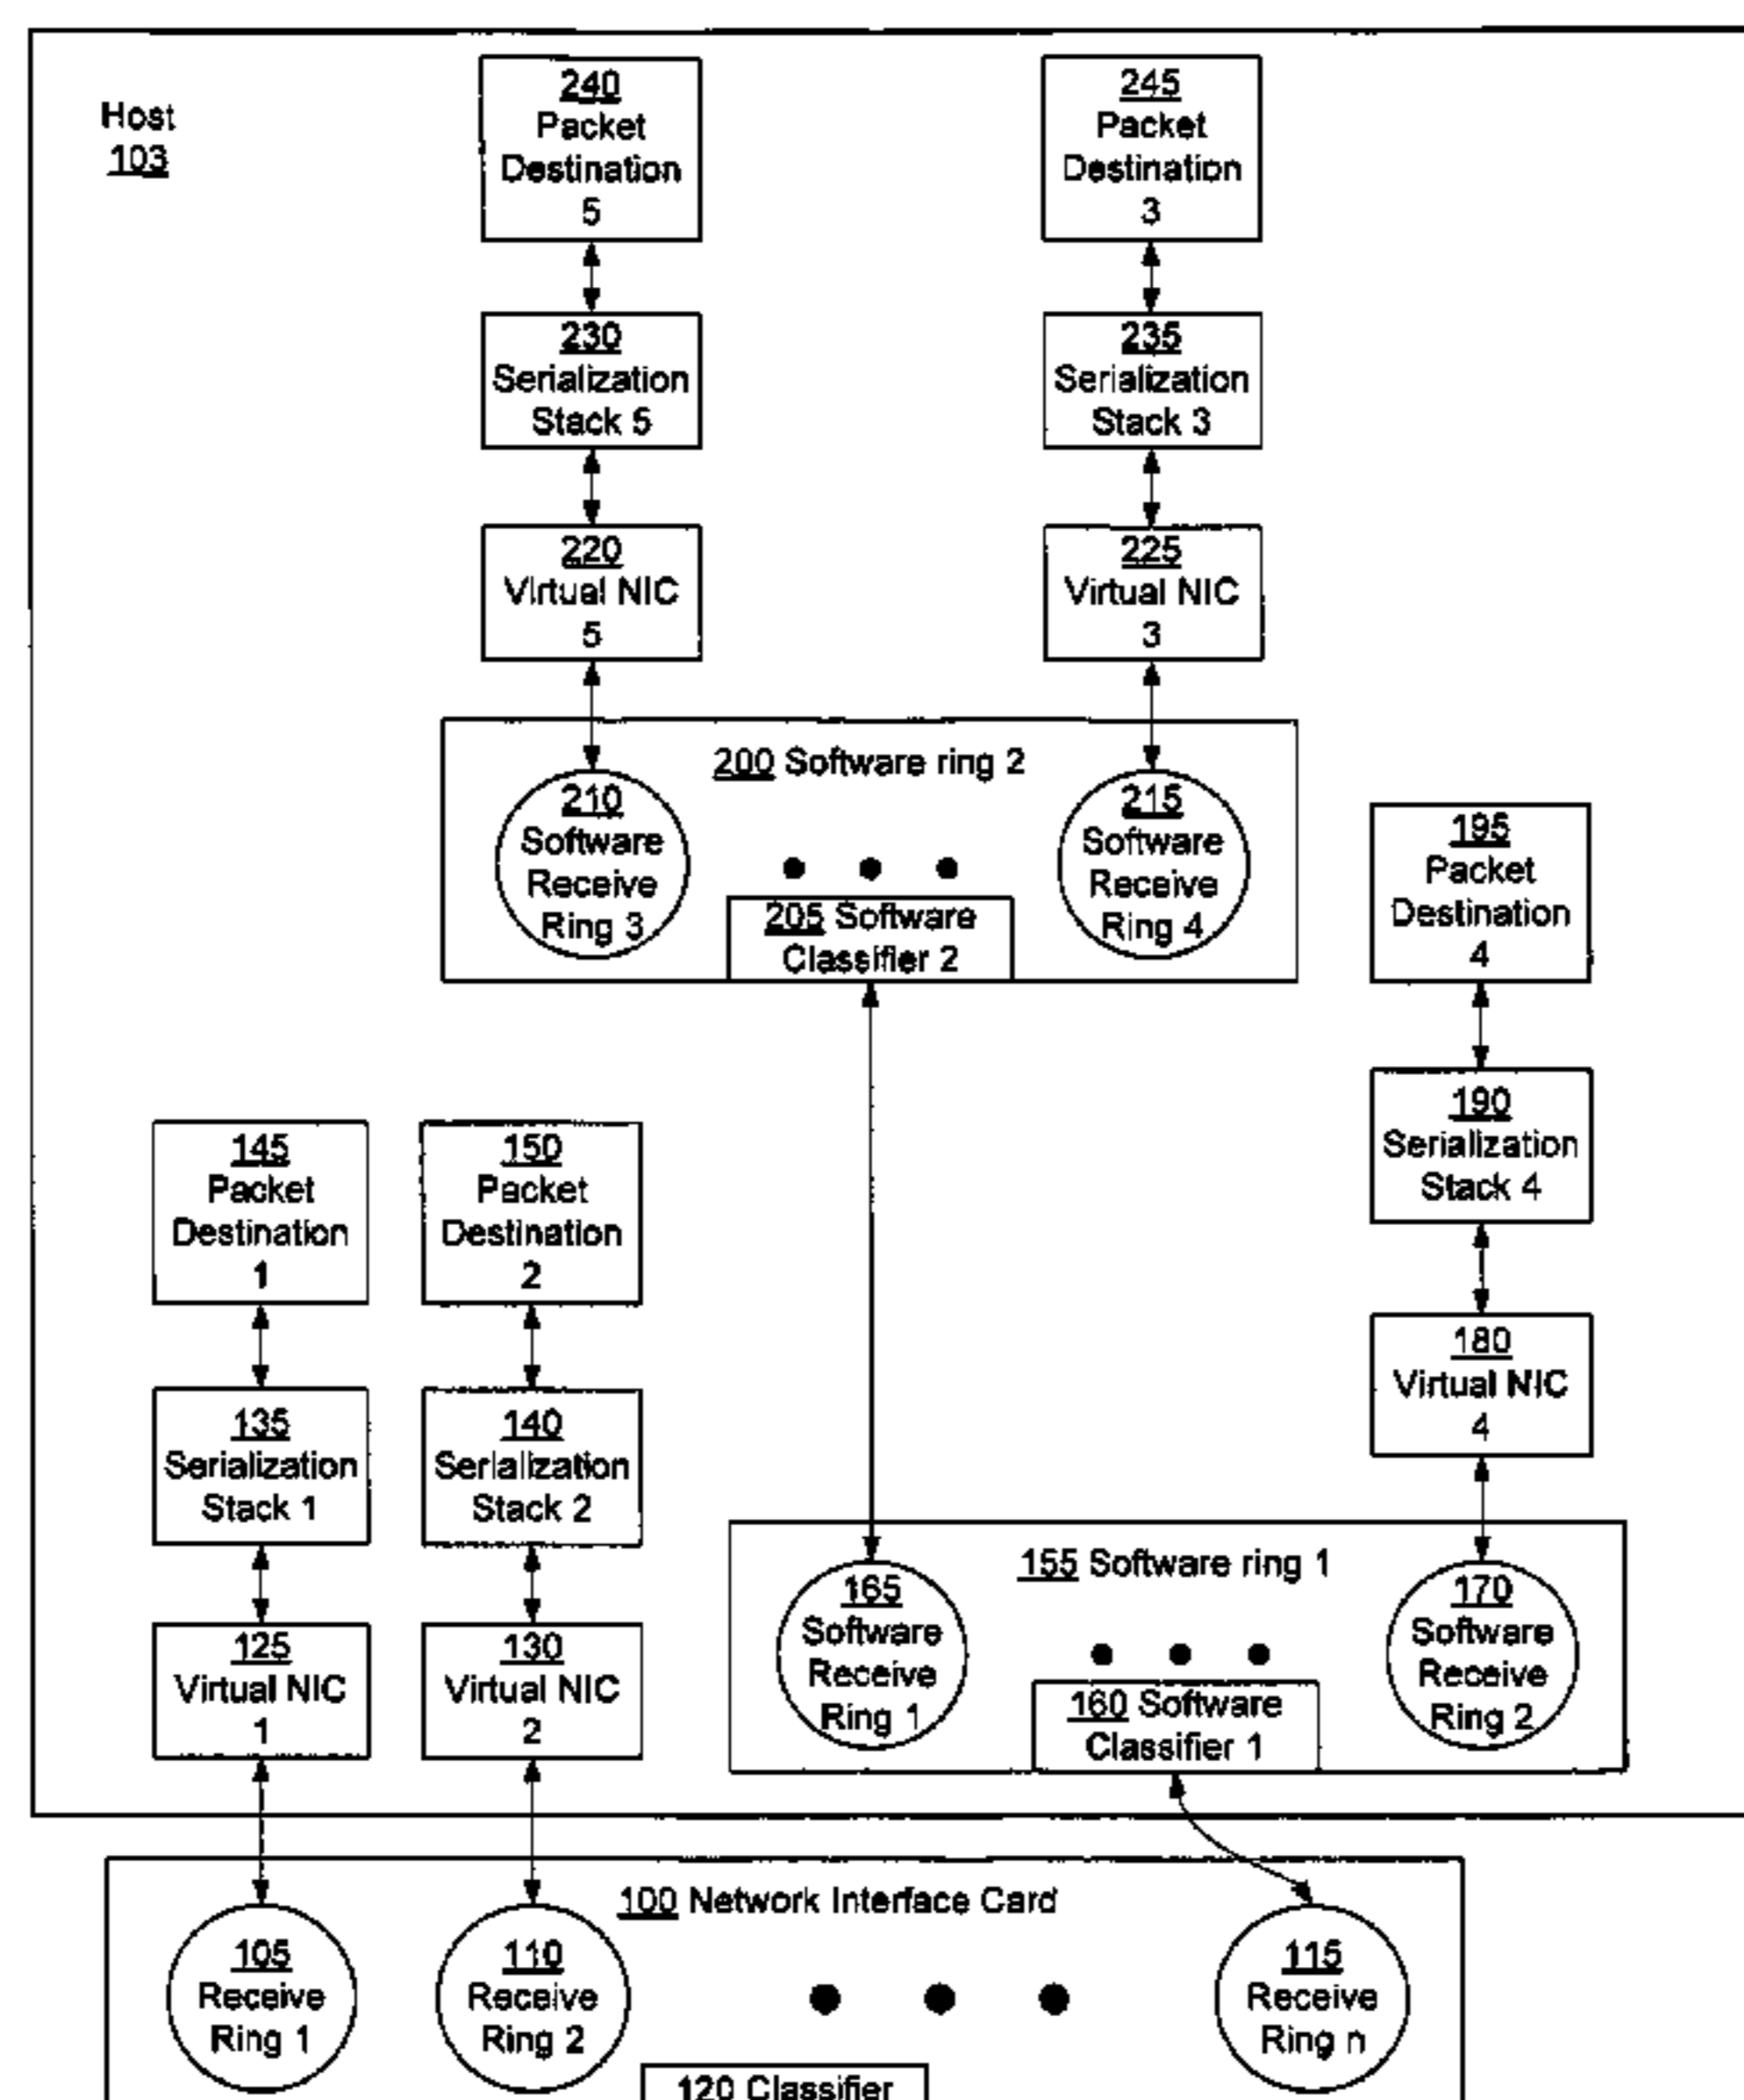 Host
103
240
Packet
Destination
5
245
Packet
Destination
3
230
Serialization
Stack 5
235
Serialization
Stack 3
220
Virtual NIC
5
225
Virtual NIC
3
200 Software ring 2
210
Software
Receive
Ring 3
215
Software
Receive
Ring 4
205 Software
Classifier 2
195
Packet
Destination
4
190
Serialization
Stack 4
180
Virtual NIC
4
145
Packet
Destination
1
150
Packet
Destination
2
135
Serialization
Stack 1
140
Serialization
Stack 2
125
Virtual NIC
1
130
Virtual NIC
2
155 Software ring 1
165
Software
Receive
Ring 1
170
Software
Receive
Ring 2
160 Software
Classifier 1
100 Network Interface Card
105
Receive
Ring 1
110
Receive
Ring 2
115
Receive
Ring n
120 Classifier